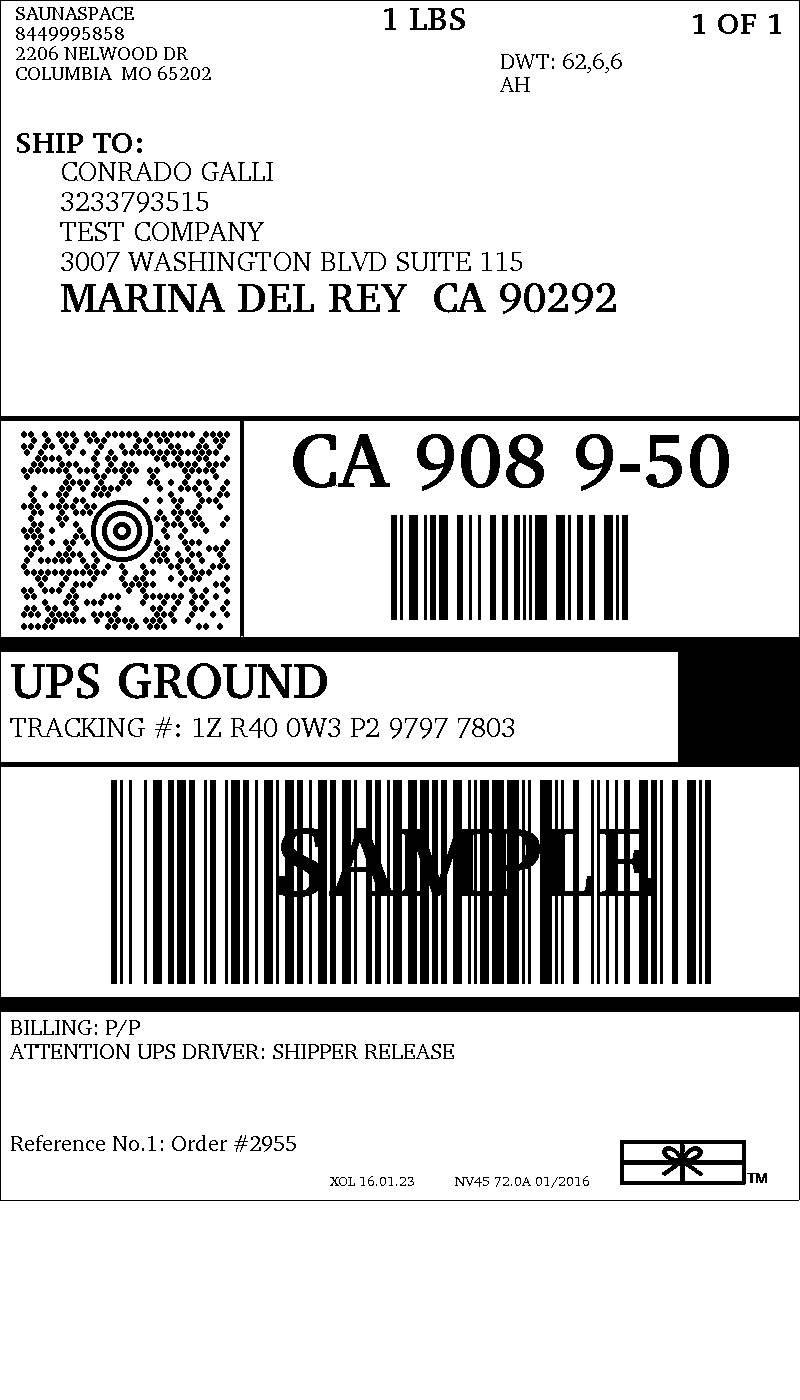 SAUNASPACE
8449995858
2206 NELWOOD DR
COLUMBIA MO 65202
1 LBS
1 OF 1
DWT: 62,6,6
AH
SHIP TO:
CONRADO GALLI
3233793515
TEST COMPANY
3007 WASHINGTON BLVD SUITE 115
MARINA DEL REY CA 90292
CA 908 9-50
UPS GROUND
TRACKING #: 1Z R40 0W3 P2 9797 7803
SAMPLE
BILLING: P/P
ATTENTION UPS DRIVER: SHIPPER RELEASE
Reference No.1: Order #2955
XOL 16.01.23 NV45 72.0A 01/2016
TM